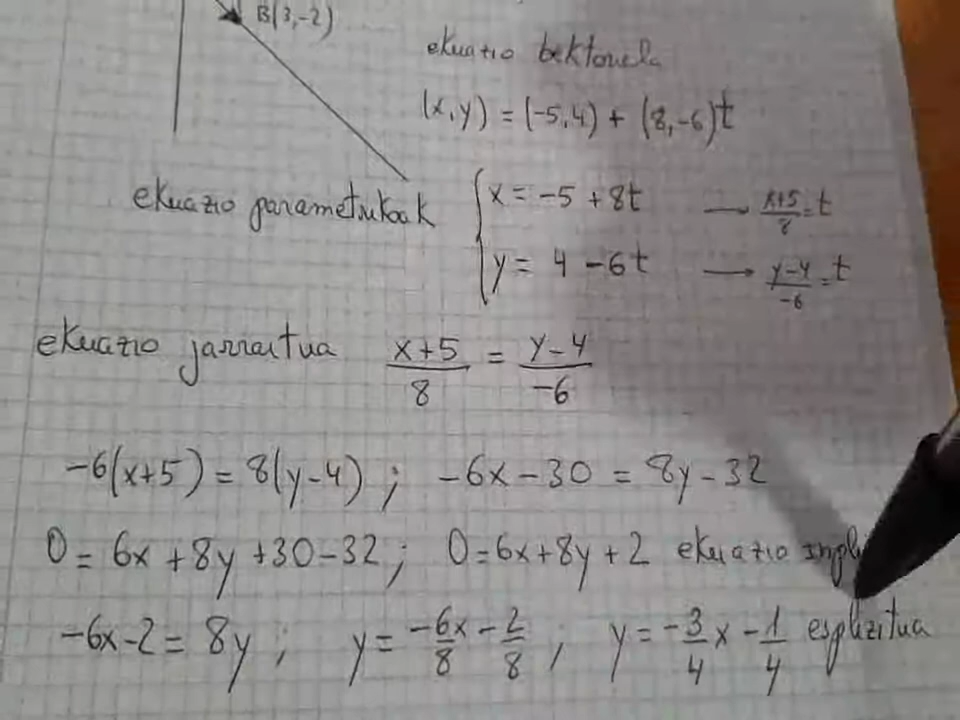 B(3,-2)
ekuazio bektoriela
(x,y) = (-5,4) + (8,-6)t
ekuazio parametrikoak { x = -5 + 8t → x+5/8 = t
y = 4 - 6t → y-4/-6 = t
ekuazio jarraitua x+5/8 = y-4/-6
-6(x+5) = 8(y-4) ; -6x - 30 = 8y - 32
0 = 6x + 8y + 30 - 32 ; 0 = 6x + 8y + 2 ekuazio inpli
-6x - 2 = 8y ; y = -6x/8 - 2/8 ; y = -3/4 x - 1/4 esplizitua